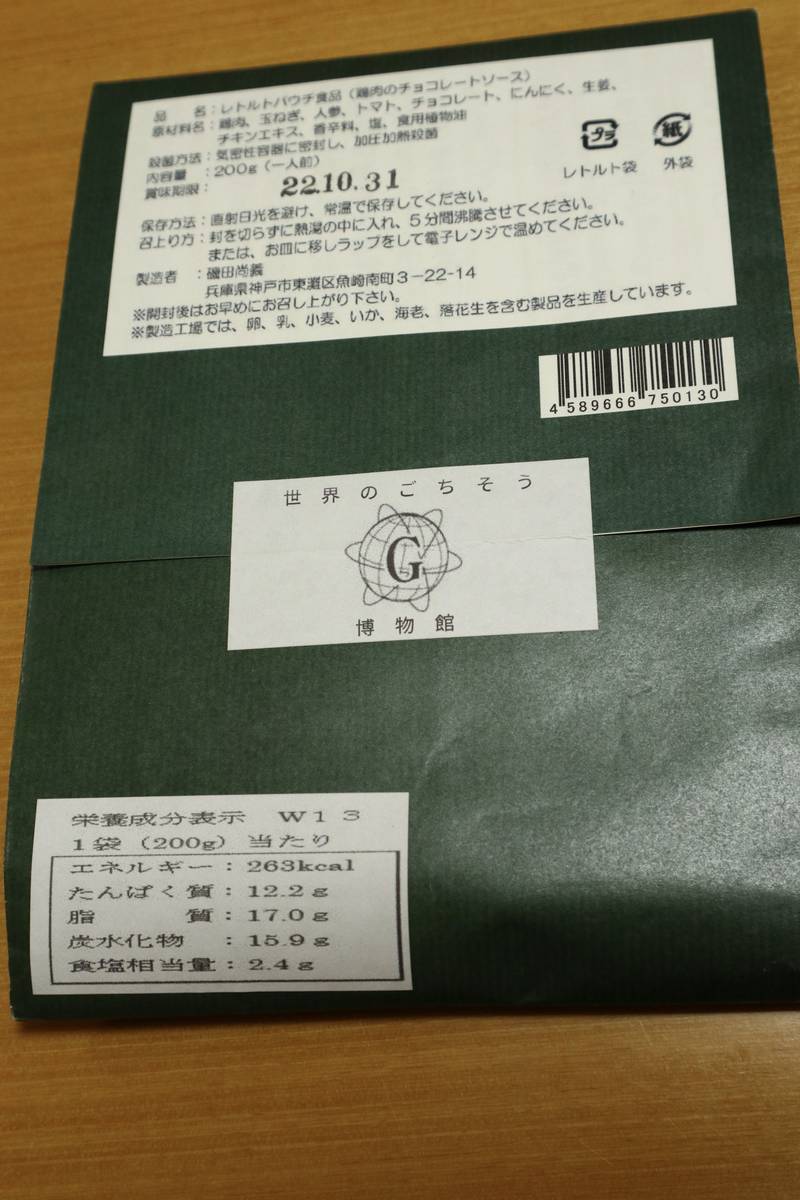 品　　名：レトルトパウチ食品（鶏肉のチョコレートソース）
原材料名：鶏肉、玉ねぎ、人参、トマト、チョコレート、にんにく、生姜、
チキンエキス、香辛料、塩、食用植物油
殺菌方法：気密性容器に密封し、加圧加熱殺菌
内容量　：200g（一人前）
賞味期限：　22.10.31
プラ
レトルト袋
紙
外袋
保存方法：直射日光を避け、常温で保存してください。
召上り方：封を切らずに熱湯の中に入れ、５分間沸騰させてください。
または、お皿に移しラップをして電子レンジで温めてください。
製造者　：磯田尚義
兵庫県神戸市東灘区魚崎南町３－22-14
※開封後はお早めにお召し上がり下さい。
※製造工場では、卵、乳、小麦、いか、海老、落花生を含む製品を生産しています。
4 589666 750130
世界のごちそう
G
博物館
栄養成分表示　W１３
１袋（200g）当たり
エネルギー：263kcal
たんぱく質：12.2g
脂　　　質：17.0g
炭水化物　：15.9g
食塩相当量：2.4g